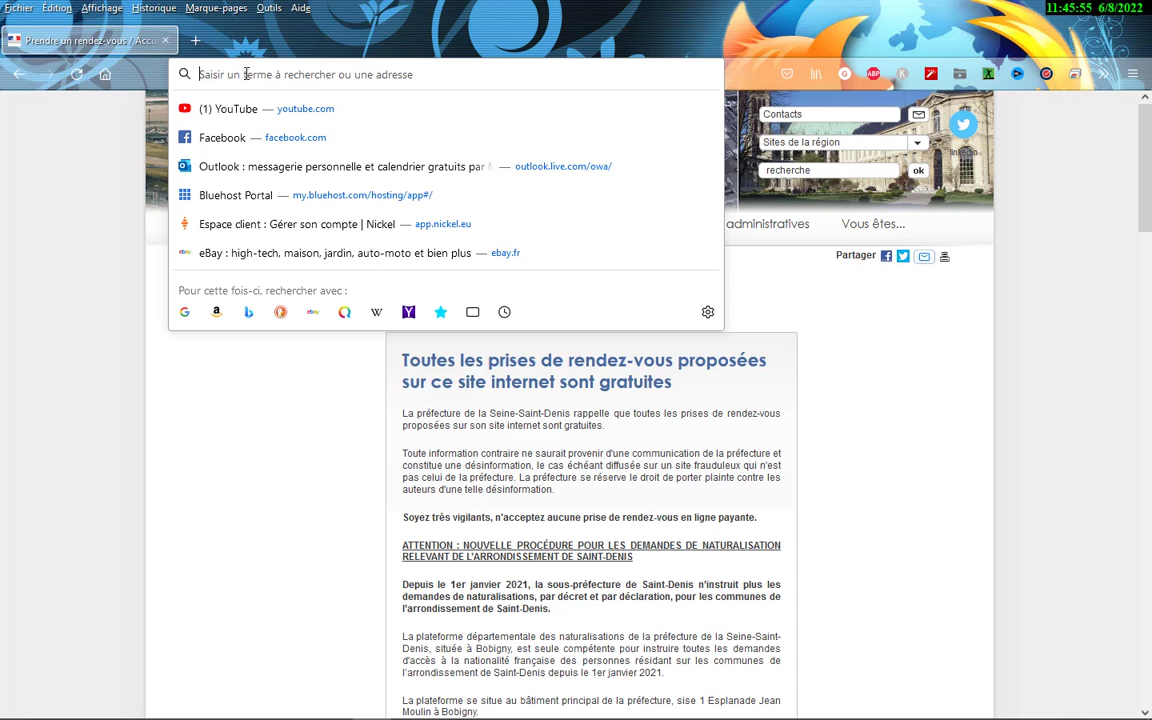 Fichier Édition Affichage Historique Marque-pages Outils Aide
11:45:55 6/8/2022
Prendre un rendez-vous / Accu
Saisir un terme à rechercher ou une adresse
(1) YouTube — youtube.com
Facebook — facebook.com
Outlook : messagerie personnelle et calendrier gratuits par — outlook.live.com/owa/
Bluehost Portal — my.bluehost.com/hosting/app#/
Espace client : Gérer son compte | Nickel — app.nickel.eu
eBay : high-tech, maison, jardin, auto-moto et bien plus — ebay.fr
Pour cette fois-ci, rechercher avec :
Contacts
Sites de la région
recherche
ok
administratives
Vous êtes...
Partager
Toutes les prises de rendez-vous proposées
sur ce site internet sont gratuites
La préfecture de la Seine-Saint-Denis rappelle que toutes les prises de rendez-vous
proposées sur son site internet sont gratuites.
Toute information contraire ne saurait provenir d'une communication de la préfecture et
constitue une désinformation, le cas échéant diffusée sur un site frauduleux qui n'est
pas celui de la préfecture. La préfecture se réserve le droit de porter plainte contre les
auteurs d'une telle désinformation.
Soyez très vigilants, n'acceptez aucune prise de rendez-vous en ligne payante.
ATTENTION : NOUVELLE PROCÉDURE POUR LES DEMANDES DE NATURALISATION
RELEVANT DE L'ARRONDISSEMENT DE SAINT-DENIS
Depuis le 1er janvier 2021, la sous-préfecture de Saint-Denis n'instruit plus les
demandes de naturalisations, par décret et par déclaration, pour les communes de
l'arrondissement de Saint-Denis.
La plateforme départementale des naturalisations de la préfecture de la Seine-Saint-
Denis, située à Bobigny, est seule compétente pour instruire toutes les demandes
d'accès à la nationalité française des personnes résidant sur les communes de
l'arrondissement de Saint-Denis depuis le 1er janvier 2021.
La plateforme se situe au bâtiment principal de la préfecture, sise 1 Esplanade Jean
Moulin à Bobigny.